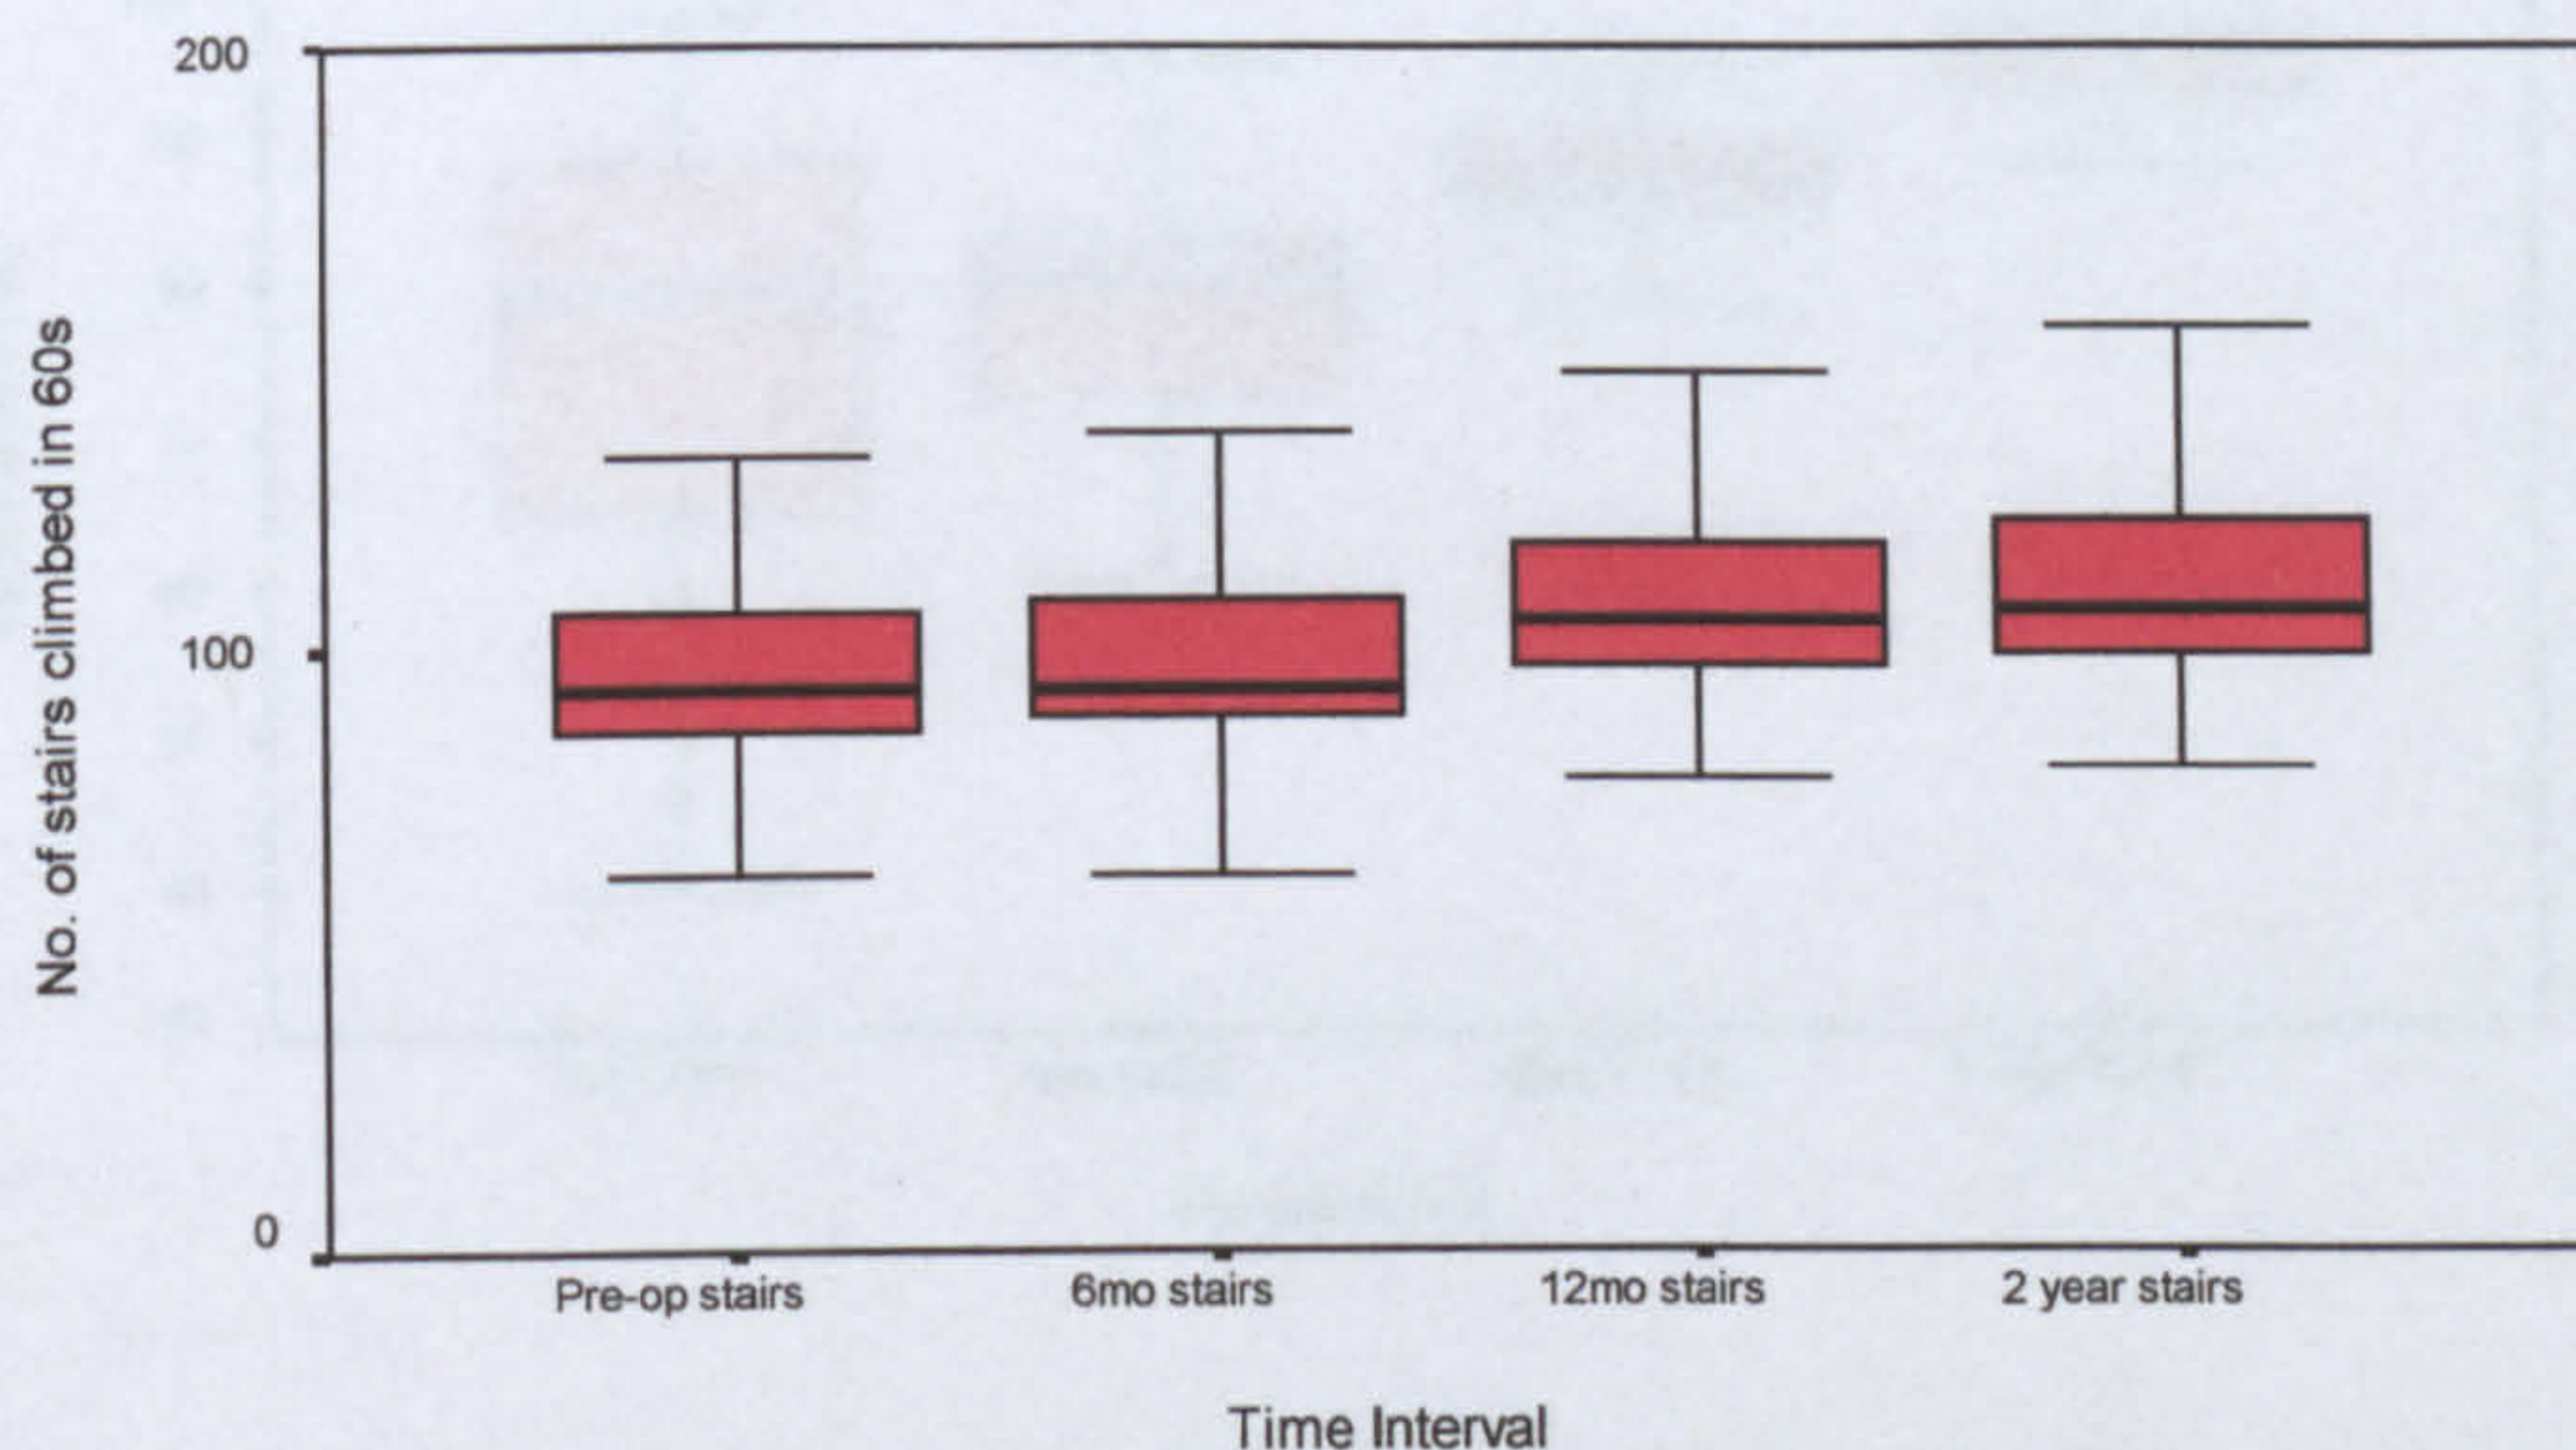 200
No. of stairs climbed in 60s
100
0
Pre-op stairs
6mo stairs
12mo stairs
2 year stairs
Time Interval